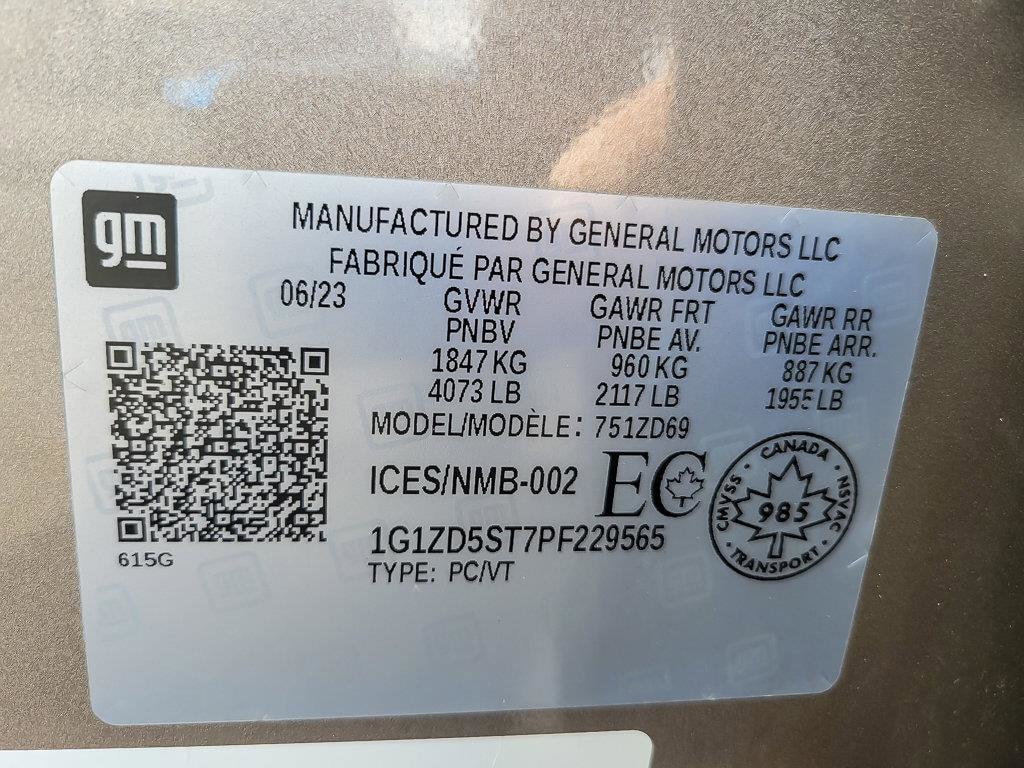 gm
MANUFACTURED BY GENERAL MOTORS LLC
FABRIQUÉ PAR GENERAL MOTORS LLC
06/23 GVWR GAWR FRT GAWR RR
PNBV PNBE AV. PNBE ARR.
1847 KG 960 KG 887 KG
4073 LB 2117 LB 1955 LB
MODEL/MODÈLE: 751ZD69
ICES/NMB-002 EC
CANADA
CMVSS 985 NSVAC
TRANSPORT
1G1ZD5ST7PF229565
615G
TYPE: PC/VT